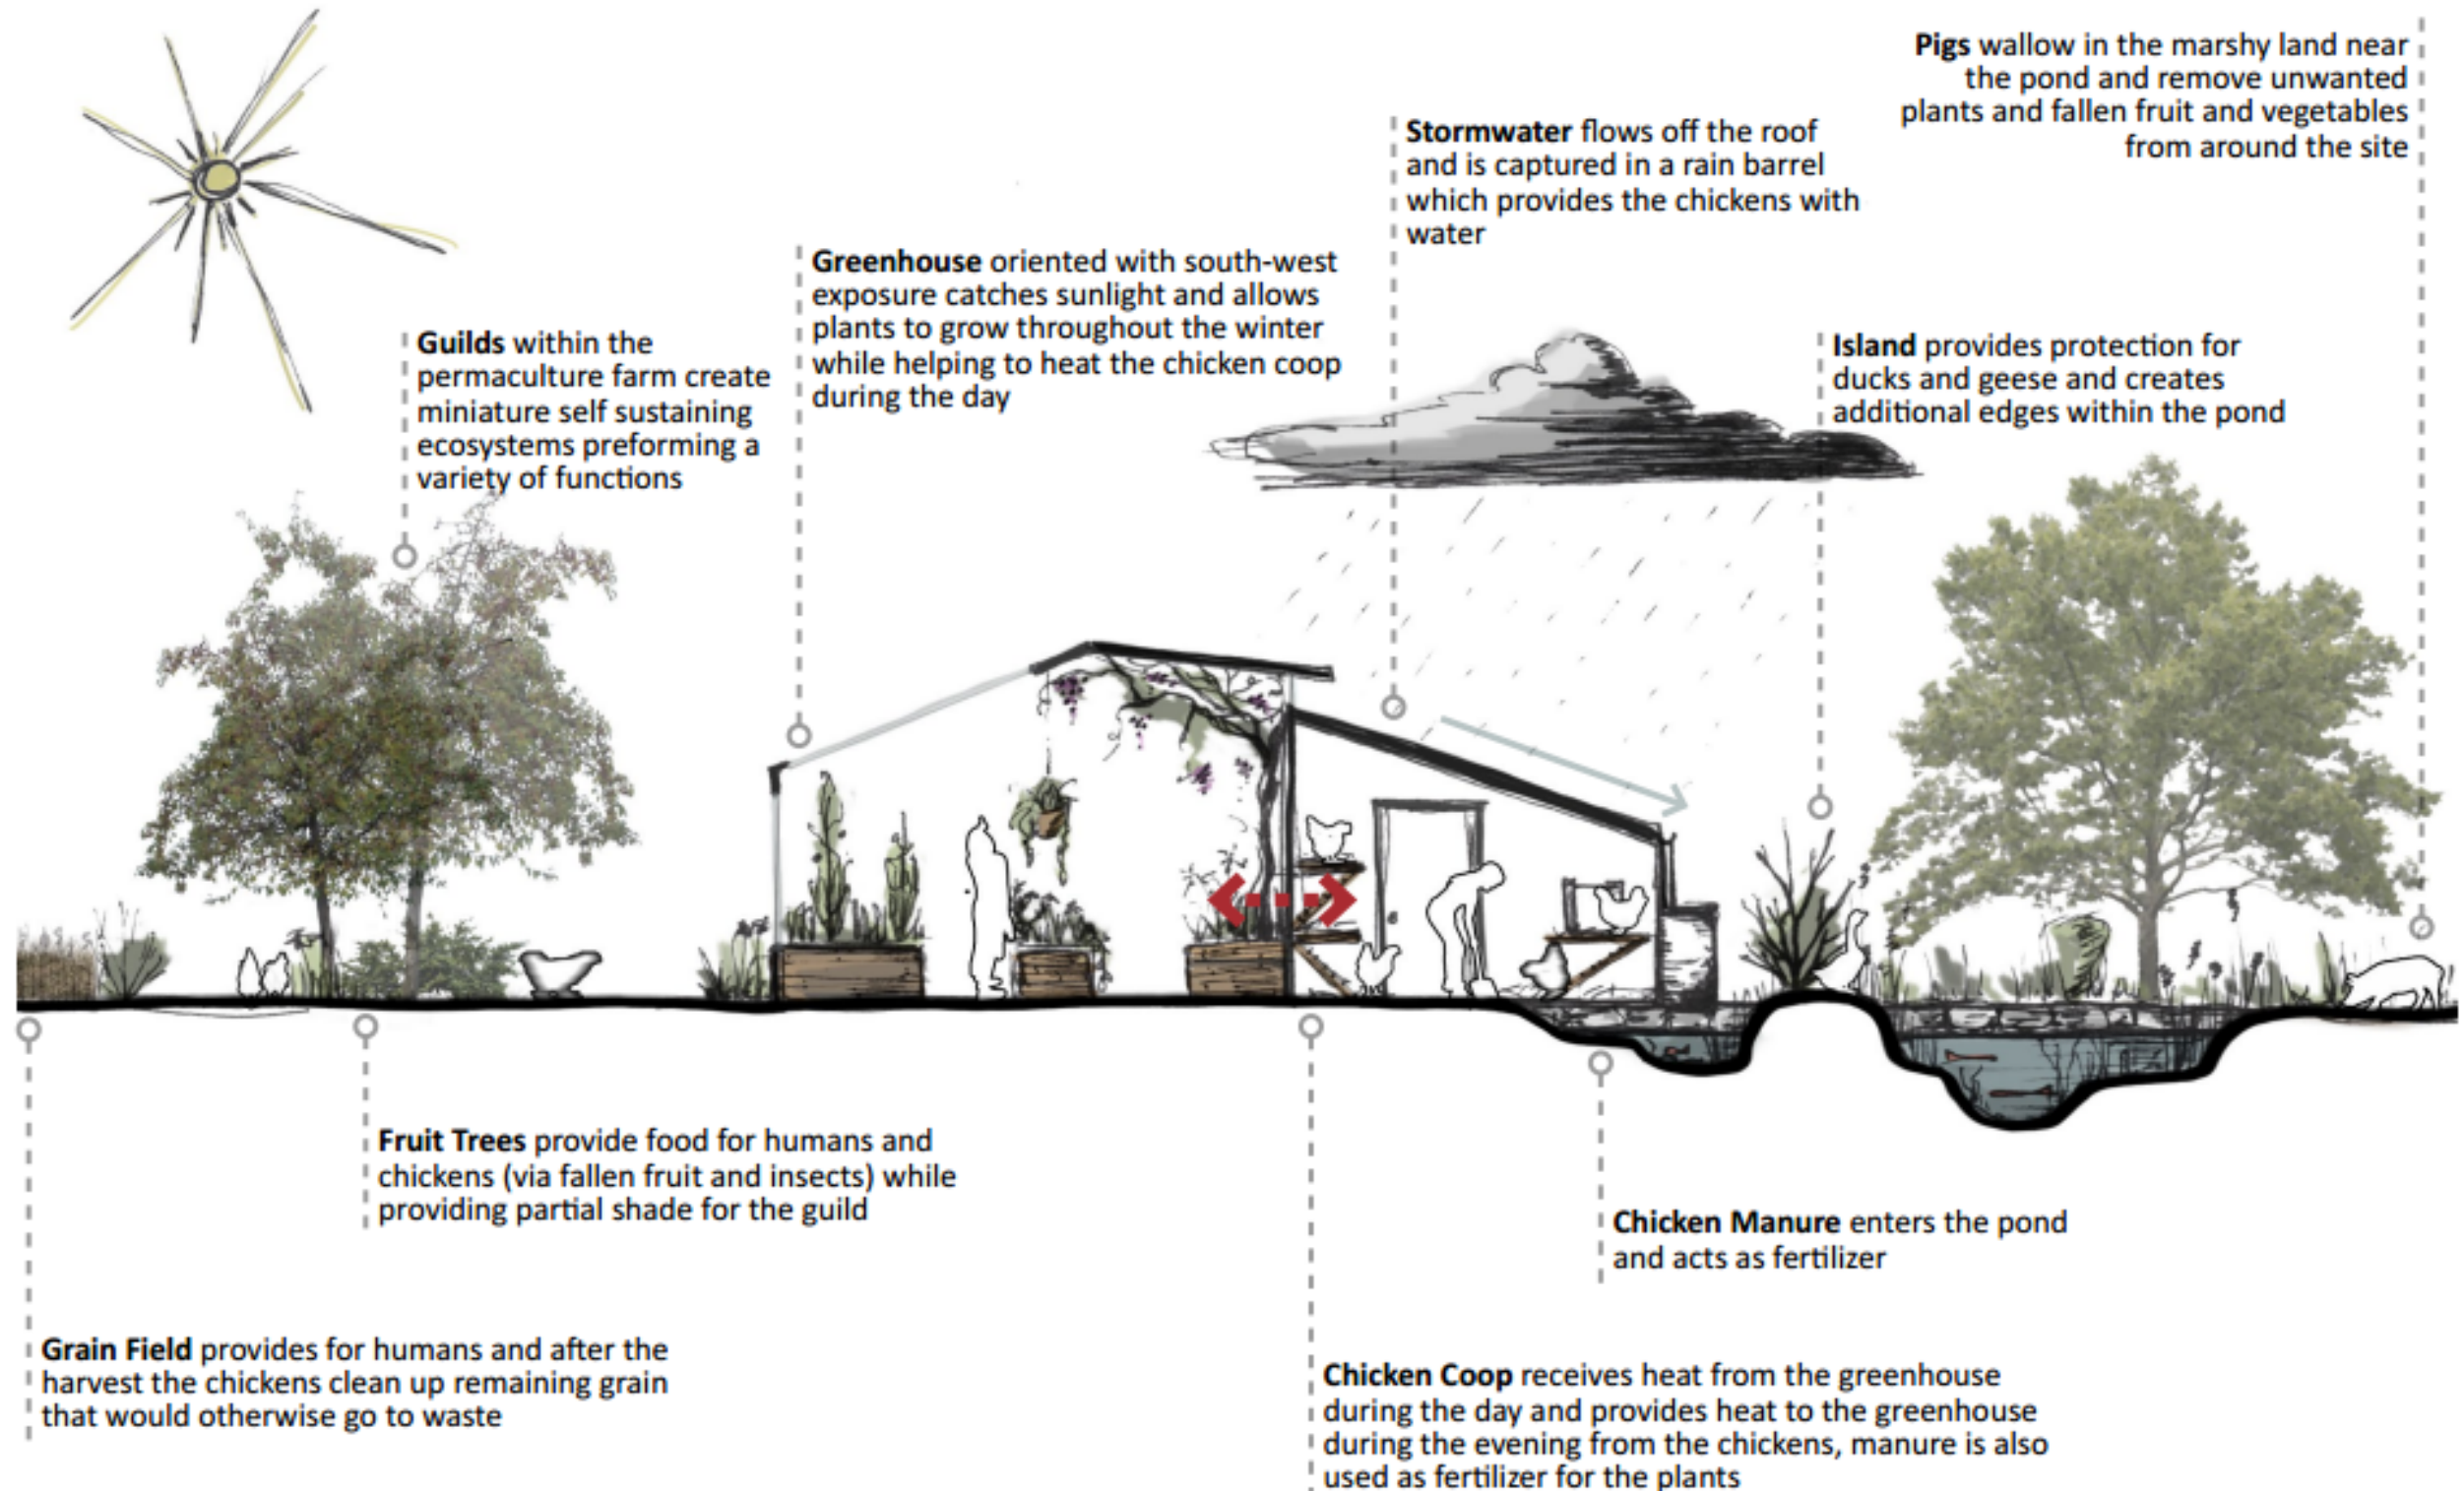 Pigs wallow in the marshy land near
the pond and remove unwanted
plants and fallen fruit and vegetables
from around the site
Stormwater flows off the roof
and is captured in a rain barrel
which provides the chickens with
water
Greenhouse oriented with south-west
exposure catches sunlight and allows
plants to grow throughout the winter
while helping to heat the chicken coop
during the day
Guilds within the
permaculture farm create
miniature self sustaining
ecosystems preforming a
variety of functions
Island provides protection for
ducks and geese and creates
additional edges within the pond
Fruit Trees provide food for humans and
chickens (via fallen fruit and insects) while
providing partial shade for the guild
Chicken Manure enters the pond
and acts as fertilizer
Grain Field provides for humans and after the
harvest the chickens clean up remaining grain
that would otherwise go to waste
Chicken Coop receives heat from the greenhouse
during the day and provides heat to the greenhouse
during the evening from the chickens, manure is also
used as fertilizer for the plants